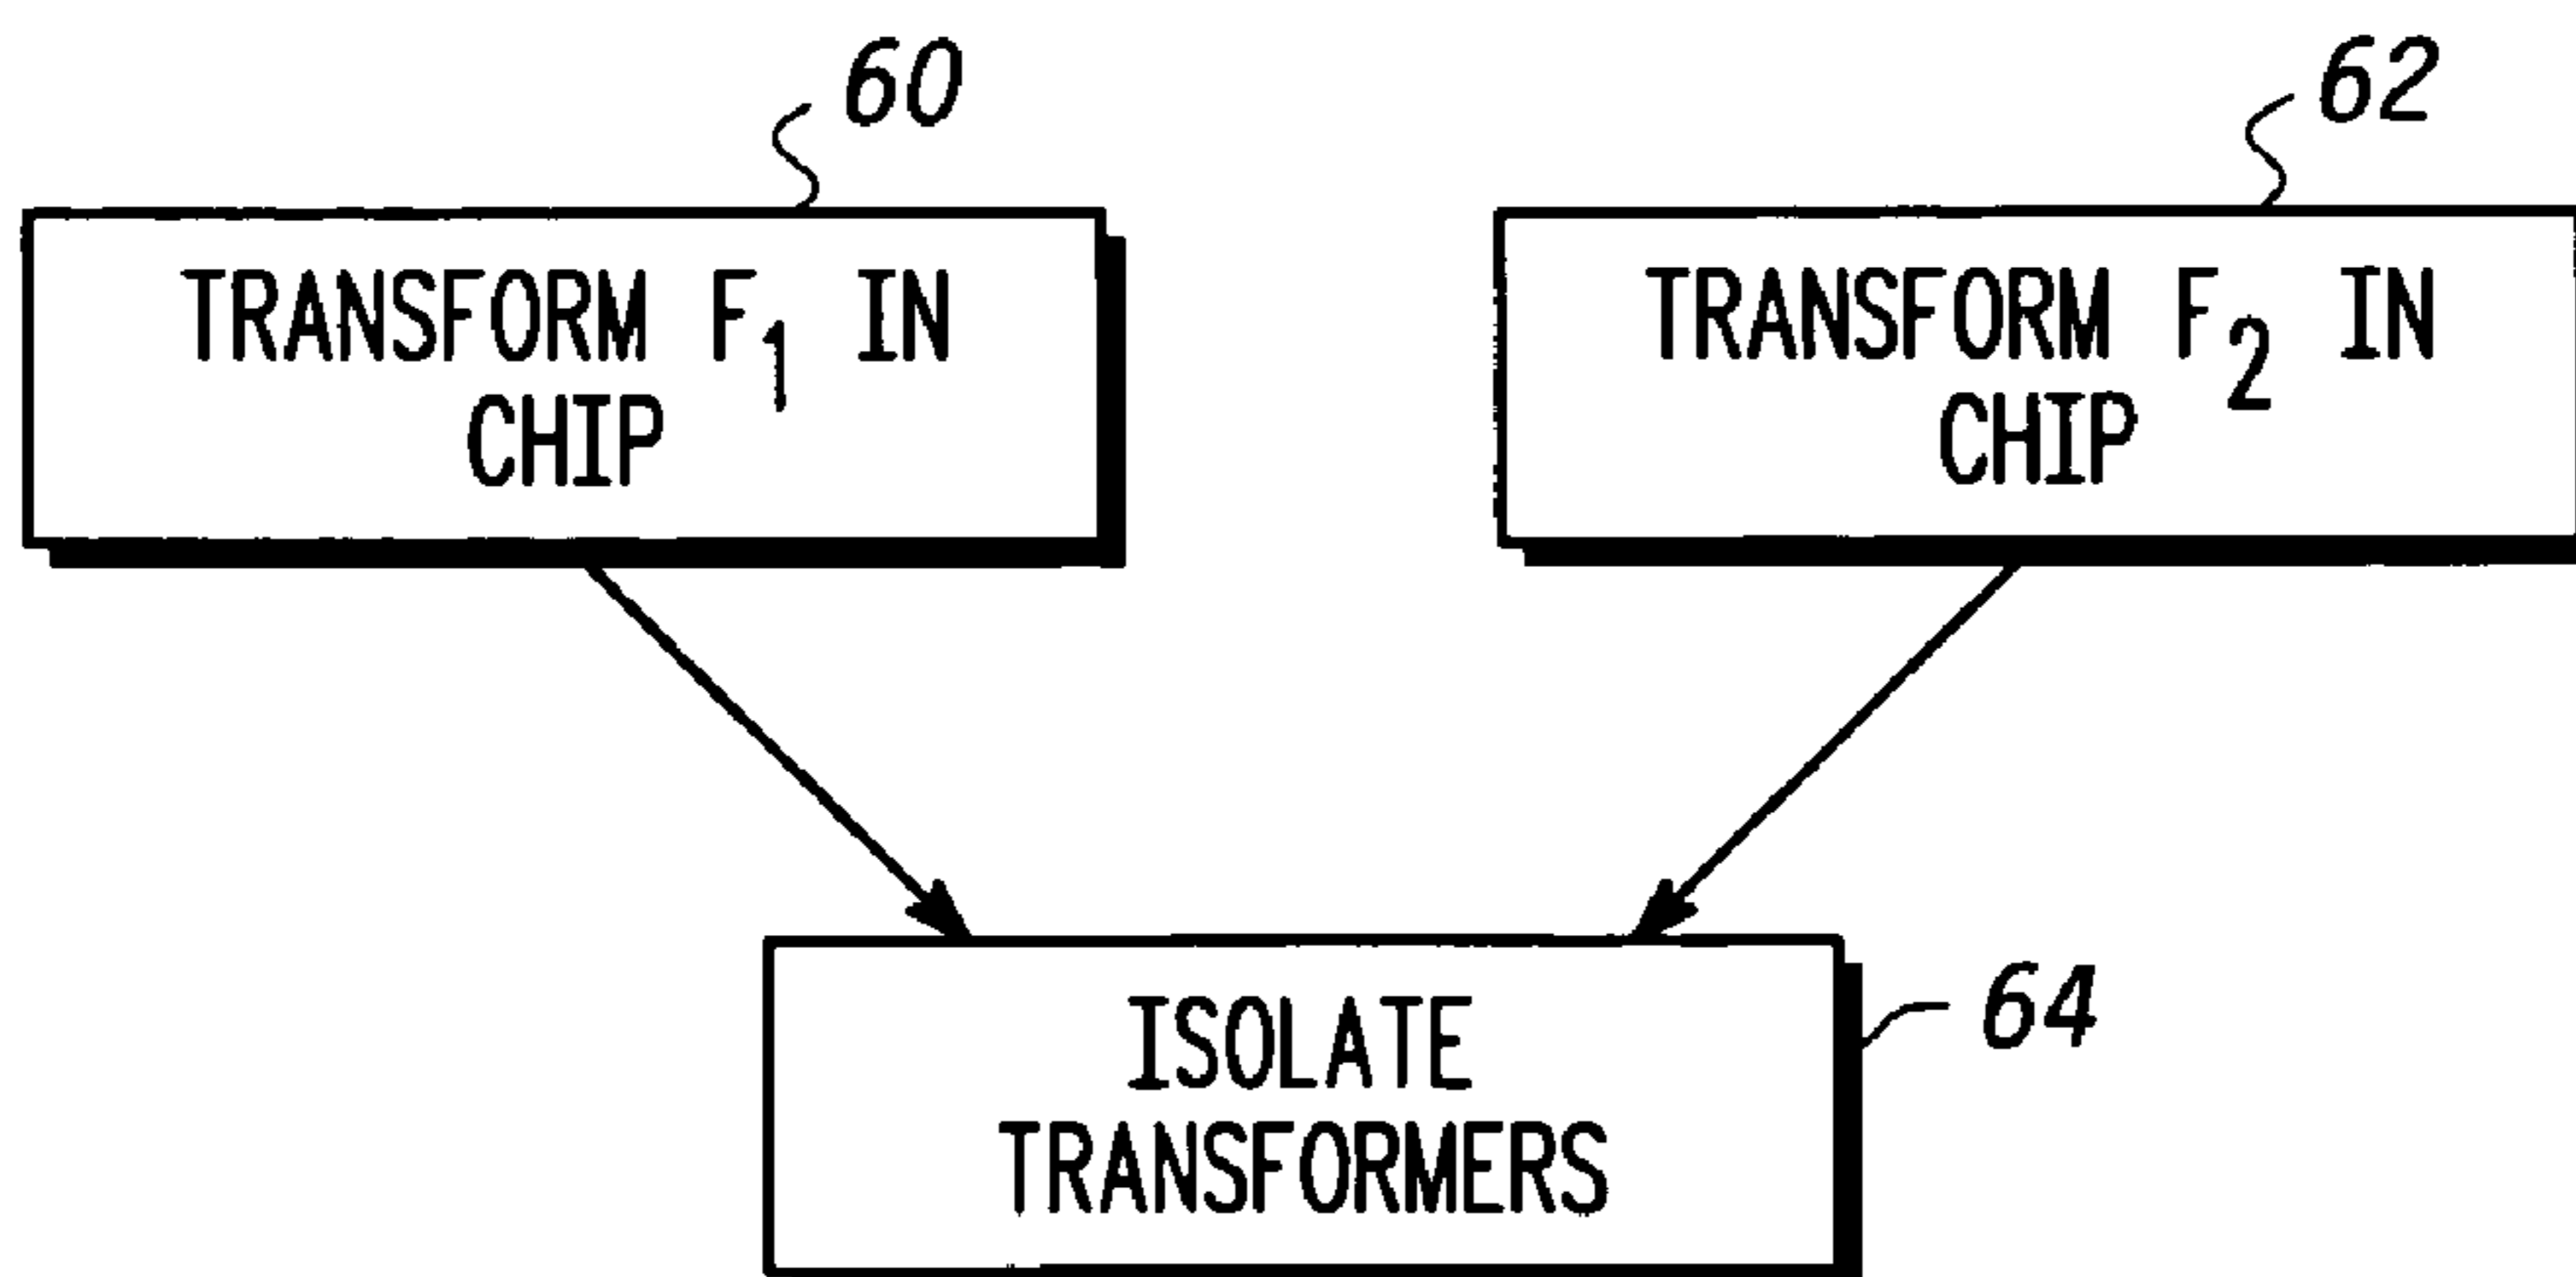 60
62
TRANSFORM F₁ IN
CHIP
TRANSFORM F₂ IN
CHIP
ISOLATE
TRANSFORMERS
64